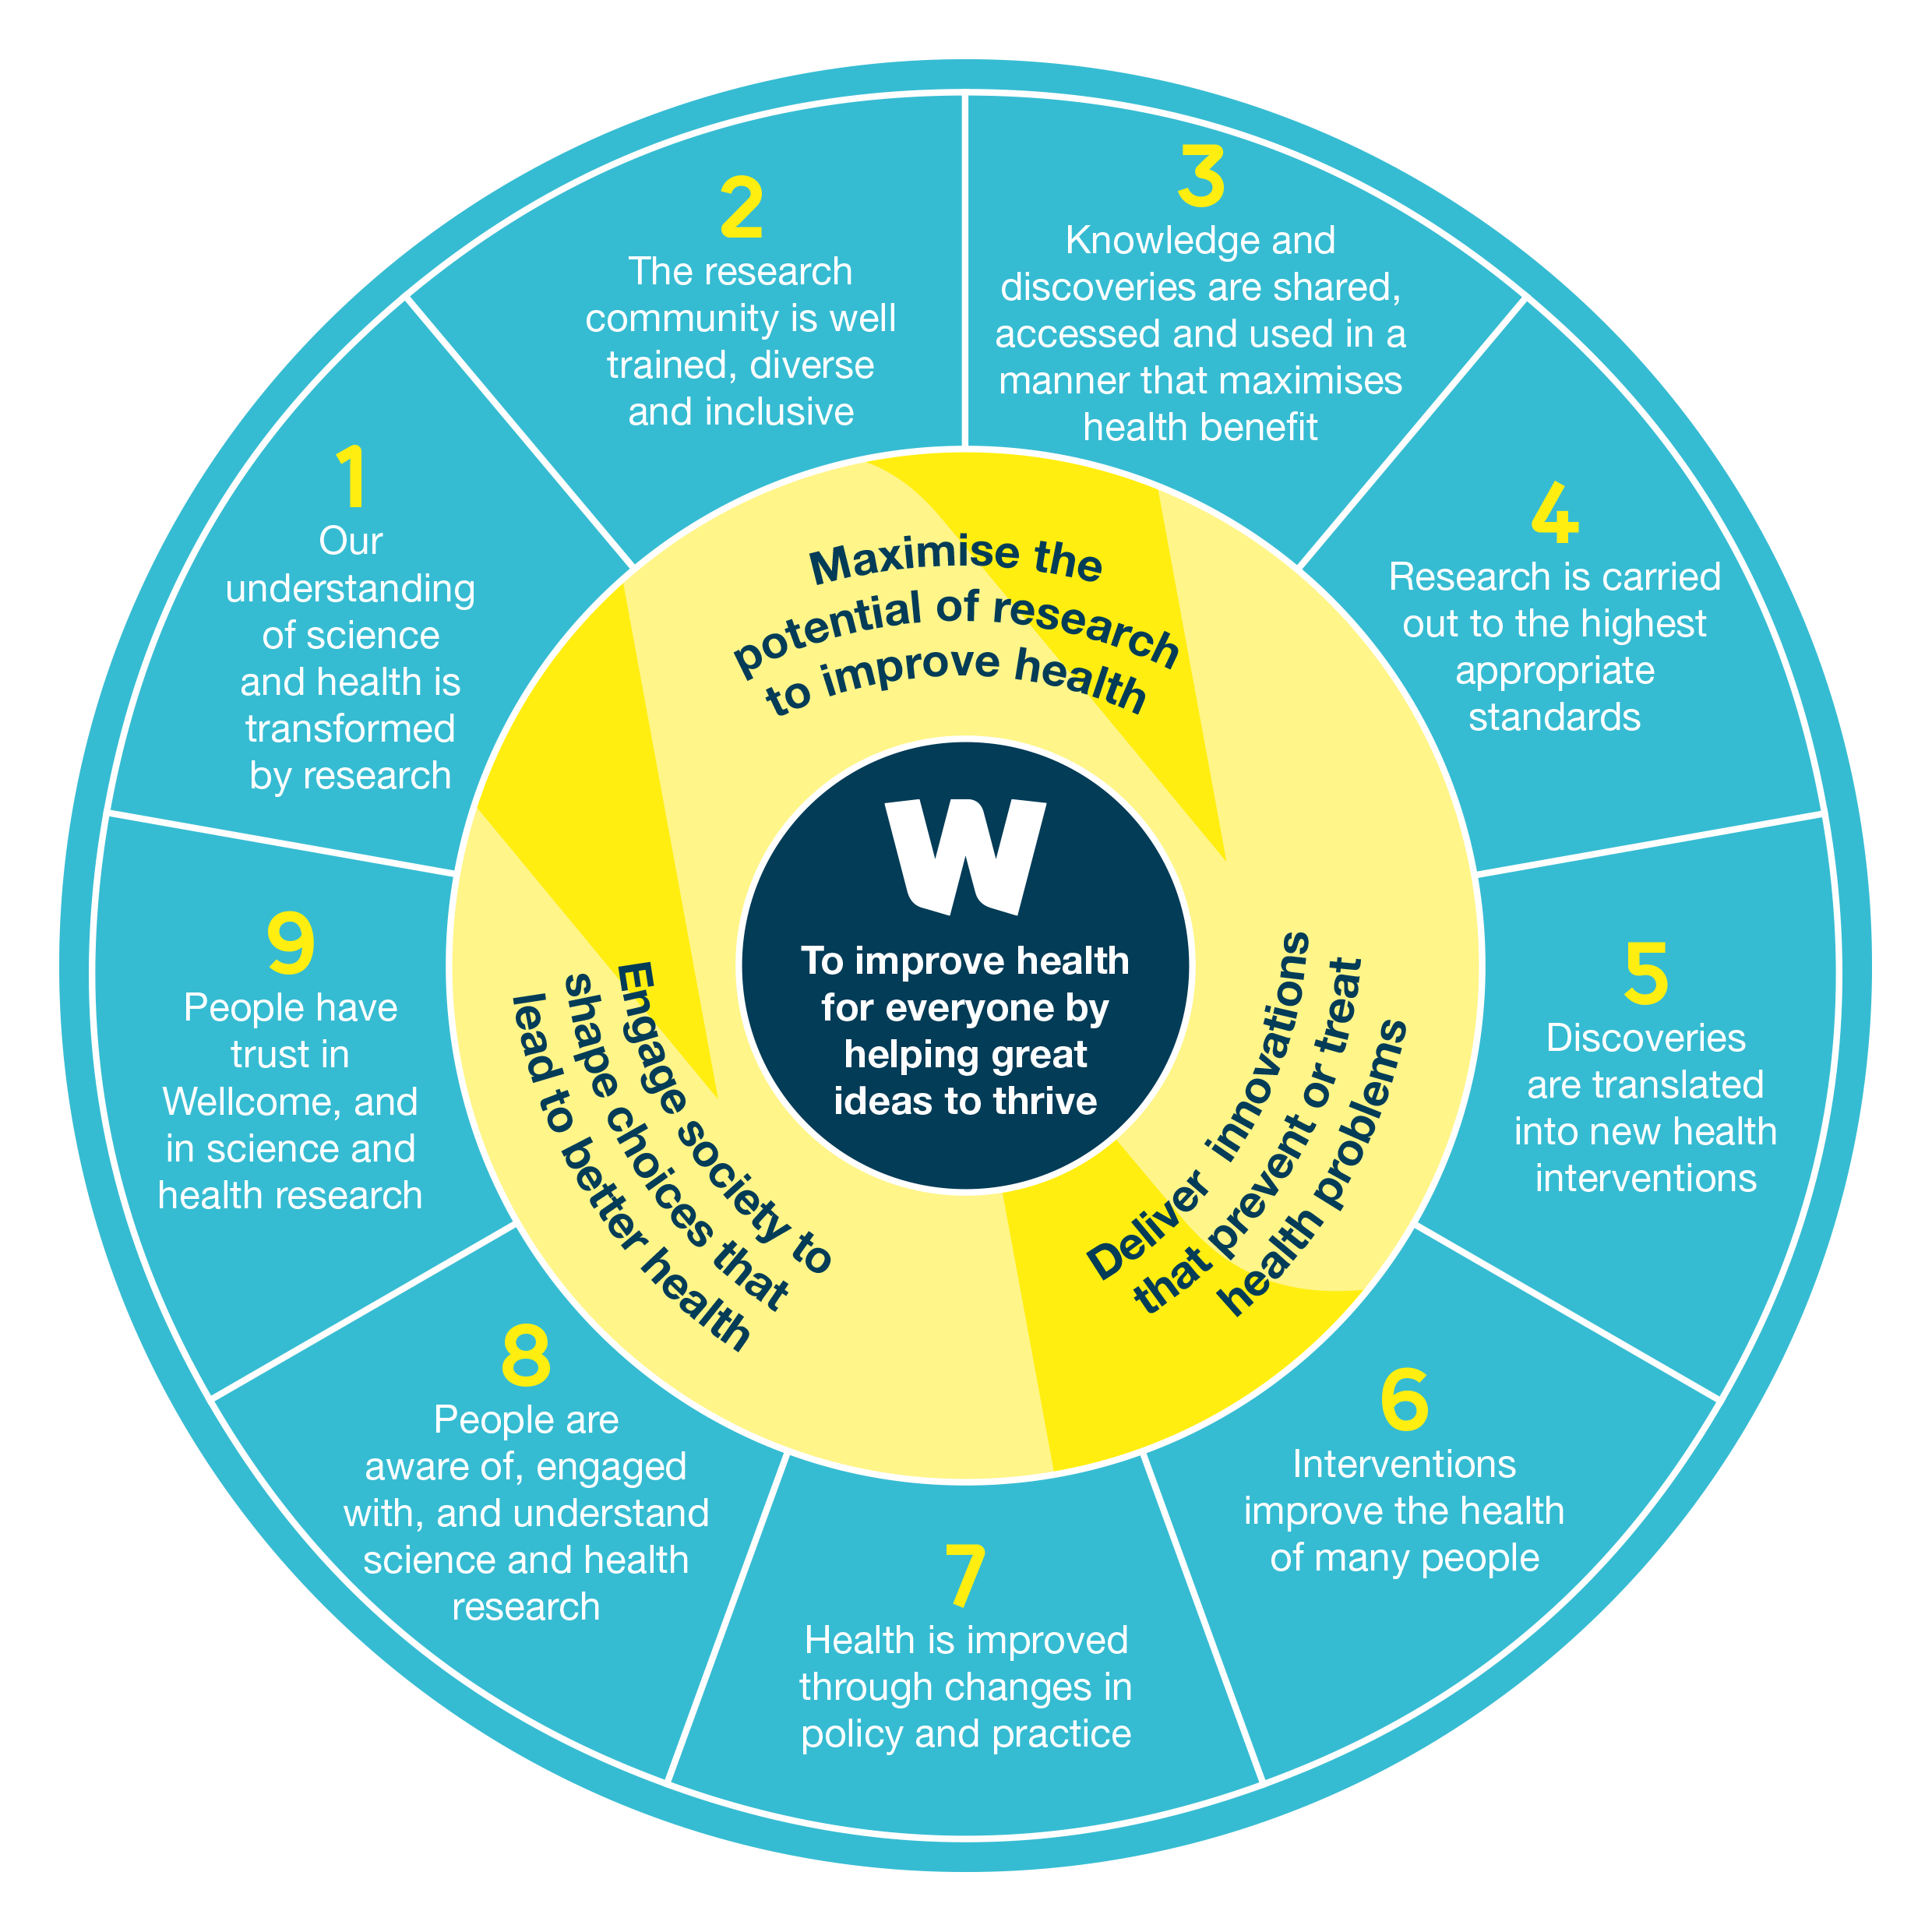 1
Our
understanding
of science
and health is
transformed
by research
2
The research
community is well
trained, diverse
and inclusive
3
Knowledge and
discoveries are shared,
accessed and used in a
manner that maximises
health benefit
4
Research is carried
out to the highest
appropriate
standards
5
Discoveries
are translated
into new health
interventions
6
Interventions
improve the health
of many people
7
Health is improved
through changes in
policy and practice
8
People are
aware of, engaged
with, and understand
science and health
research
9
People have
trust in
Wellcome, and
in science and
health research
Maximise the
potential of research
to improve health
Deliver innovations
that prevent or treat
health problems
Engage society to
shape choices that
lead to better health
W
To improve health
for everyone by
helping great
ideas to thrive